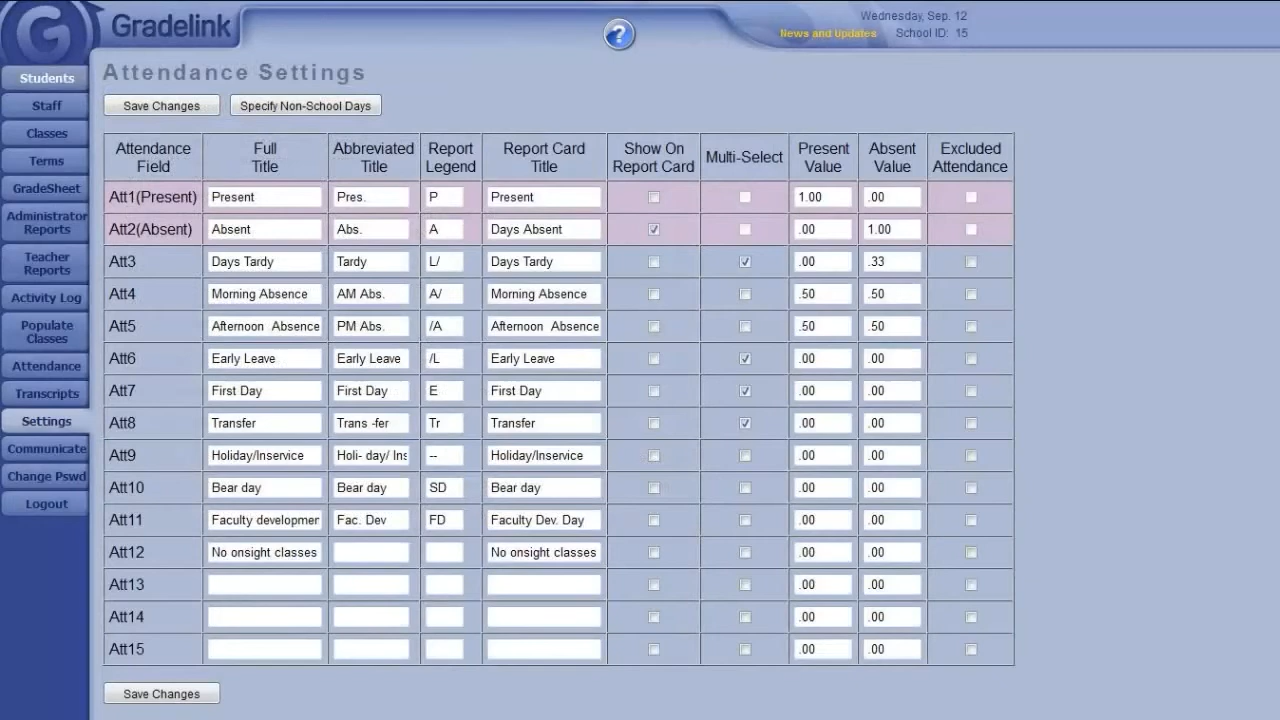 G Gradelink
Wednesday, Sep. 12
News and Updates School ID: 15
?
Students
Staff
Classes
Terms
GradeSheet
Administrator
Reports
Teacher
Reports
Activity Log
Populate
Classes
Attendance
Transcripts
Settings
Communicate
Change Pswd
Logout
Attendance Settings
Save Changes Specify Non-School Days
Attendance Field Full Title Abbreviated Title Report Legend Report Card Title Show On Report Card Multi-Select Present Value Absent Value Excluded Attendance
Att1(Present) Present Pres. P Present 1.00 .00
Att2(Absent) Absent Abs. A Days Absent .00 1.00
Att3 Days Tardy Tardy L/ Days Tardy .00 .33
Att4 Morning Absence AM Abs. A/ Morning Absence .50 .50
Att5 Afternoon Absence PM Abs. /A Afternoon Absence .50 .50
Att6 Early Leave Early Leave /L Early Leave .00 .00
Att7 First Day First Day E First Day .00 .00
Att8 Transfer Trans -fer Tr Transfer .00 .00
Att9 Holiday/Inservice Holi- day/ Ins -- Holiday/Inservice .00 .00
Att10 Bear day Bear day SD Bear day .00 .00
Att11 Faculty developmer Fac. Dev FD Faculty Dev. Day .00 .00
Att12 No onsight classes No onsight classes .00 .00
Att13 .00 .00
Att14 .00 .00
Att15 .00 .00
Save Changes